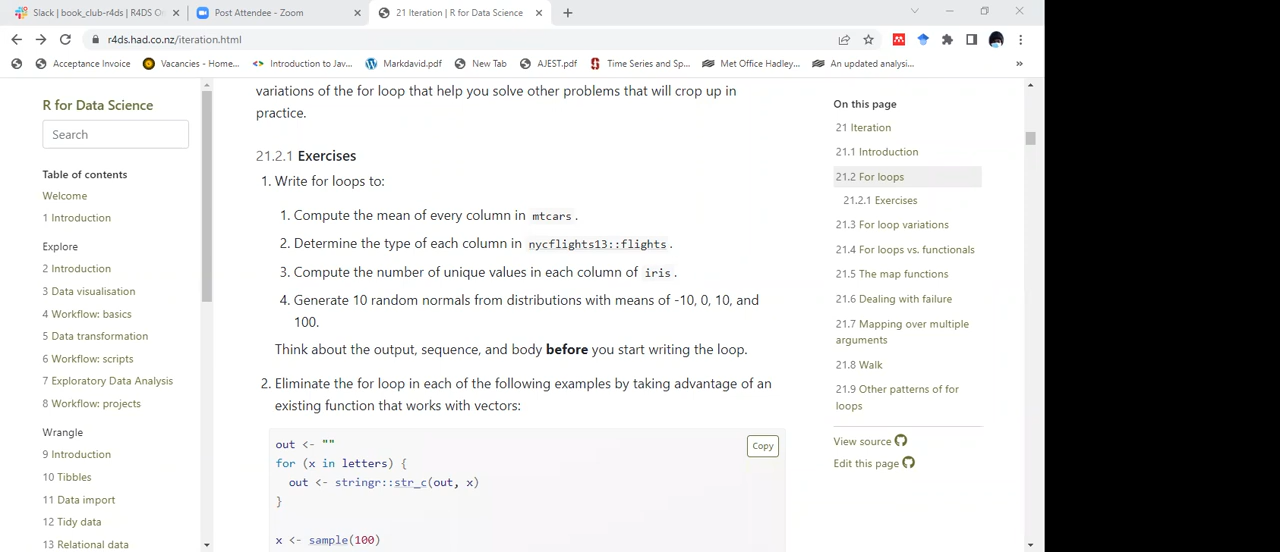 Slack | book_club-r4ds | R4DS O
Post Attendee - Zoom
21 Iteration | R for Data Science
r4ds.had.co.nz/iteration.html
Acceptance Invoice
Vacancies - Home...
Introduction to Jav...
Markdavid.pdf
New Tab
AJEST.pdf
Time Series and Sp...
Met Office Hadley...
An updated analysi...
»
R for Data Science
Search
Table of contents
Welcome
1 Introduction
Explore
2 Introduction
3 Data visualisation
4 Workflow: basics
5 Data transformation
6 Workflow: scripts
7 Exploratory Data Analysis
8 Workflow: projects
Wrangle
9 Introduction
10 Tibbles
11 Data import
12 Tidy data
13 Relational data
variations of the for loop that help you solve other problems that will crop up in
practice.
21.2.1 Exercises
1. Write for loops to:
1. Compute the mean of every column in mtcars.
2. Determine the type of each column in nycflights13::flights.
3. Compute the number of unique values in each column of iris.
4. Generate 10 random normals from distributions with means of -10, 0, 10, and
100.
Think about the output, sequence, and body before you start writing the loop.
2. Eliminate the for loop in each of the following examples by taking advantage of an
existing function that works with vectors:
Copy
out <- ""
for (x in letters) {
out <- stringr::str_c(out, x)
}
x <- sample(100)
On this page
21 Iteration
21.1 Introduction
21.2 For loops
21.2.1 Exercises
21.3 For loop variations
21.4 For loops vs. functionals
21.5 The map functions
21.6 Dealing with failure
21.7 Mapping over multiple
arguments
21.8 Walk
21.9 Other patterns of for
loops
View source
Edit this page